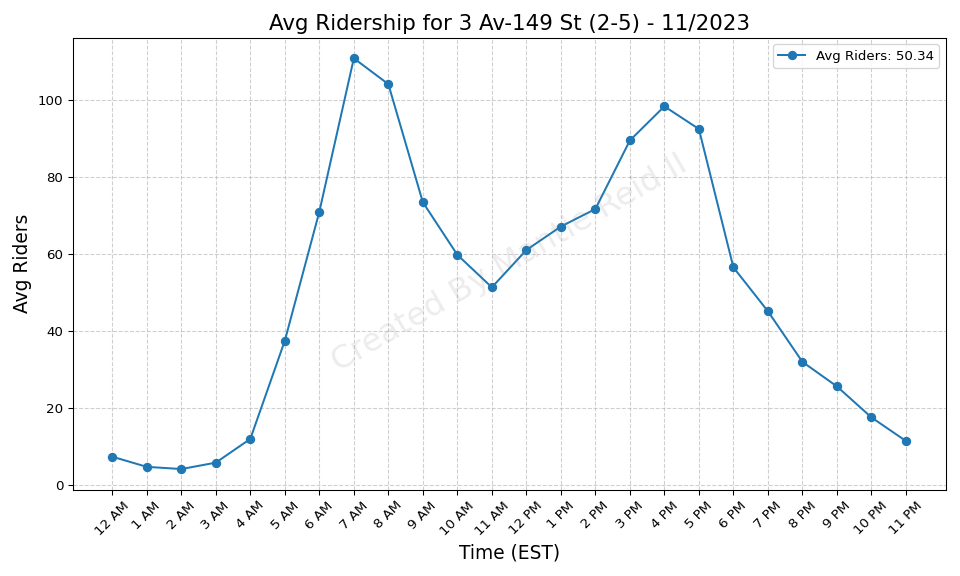 Avg Ridership for 3 Av-149 St (2-5) - 11/2023
Avg Riders: 50.34
Avg Riders
100
80
60
40
20
0
Created By Mantle Reid II
12 AM
1 AM
2 AM
3 AM
4 AM
5 AM
6 AM
7 AM
8 AM
9 AM
10 AM
11 AM
12 PM
1 PM
2 PM
3 PM
4 PM
5 PM
6 PM
7 PM
8 PM
9 PM
10 PM
11 PM
Time (EST)